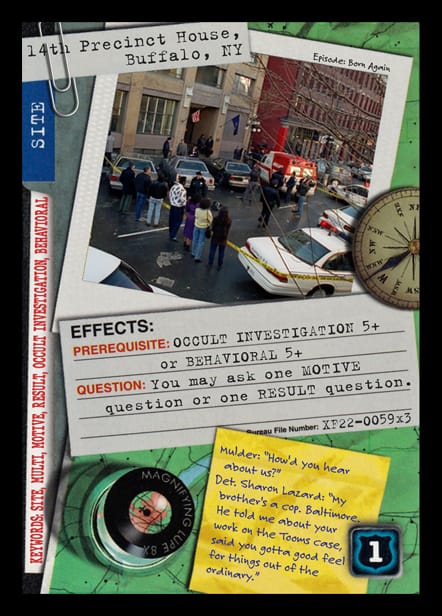 14th Precinct House,
Buffalo, NY
Episode: Born Again
SITE
KEYWORDS: SITE, MULTI, MOTIVE, RESULT, OCCULT INVESTIGATION, BEHAVIORAL
EFFECTS:
PREREQUISITE: OCCULT INVESTIGATION 5+
or BEHAVIORAL 5+
QUESTION: You may ask one MOTIVE
question or one RESULT question.
Bureau File Number: XF22-0059x3
MAGNIFYING LUPE 8X
Mulder: "How'd you hear
about us?"
Det. Sharon Lazard: "My
brother's a cop. Baltimore.
He told me about your
work on the Tooms case,
said you gotta good feel
for things out of the
ordinary."
1